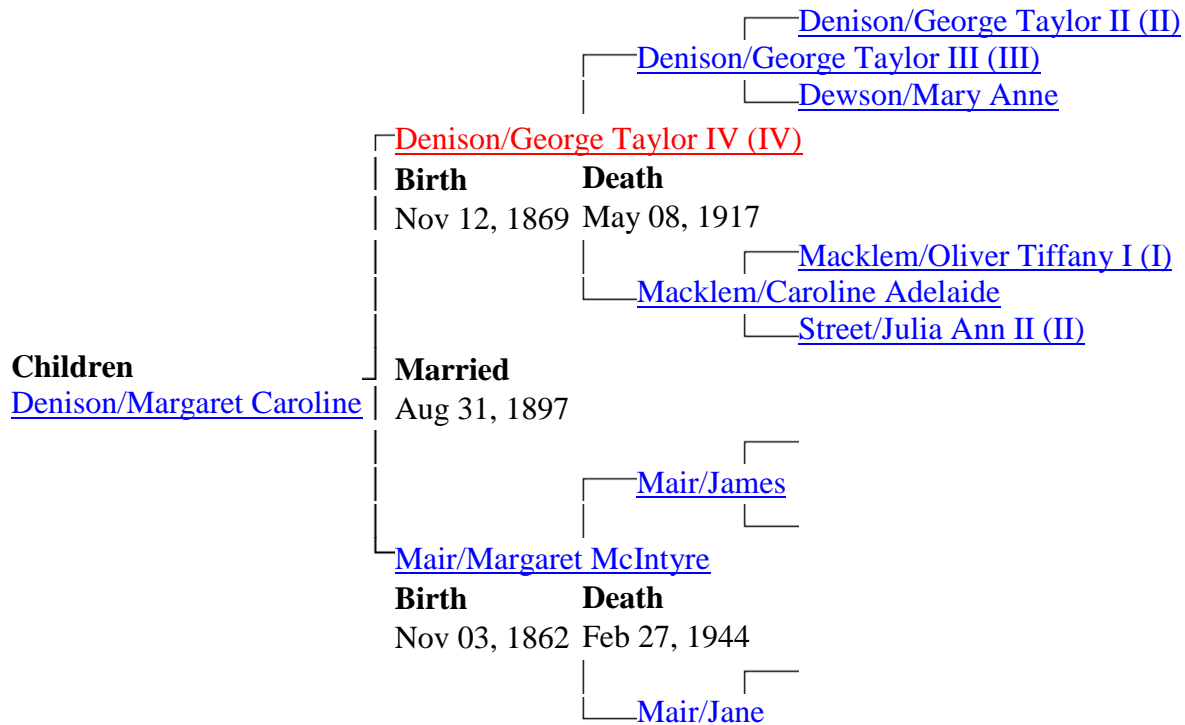 Denison/George Taylor II (II)
Denison/George Taylor III (III)
Dewson/Mary Anne
Denison/George Taylor IV (IV)
Birth Death
Nov 12, 1869 May 08, 1917
Macklem/Oliver Tiffany I (I)
Macklem/Caroline Adelaide
Street/Julia Ann II (II)
Children Married
Denison/Margaret Caroline Aug 31, 1897
Mair/James
Mair/Margaret McIntyre
Birth Death
Nov 03, 1862 Feb 27, 1944
Mair/Jane